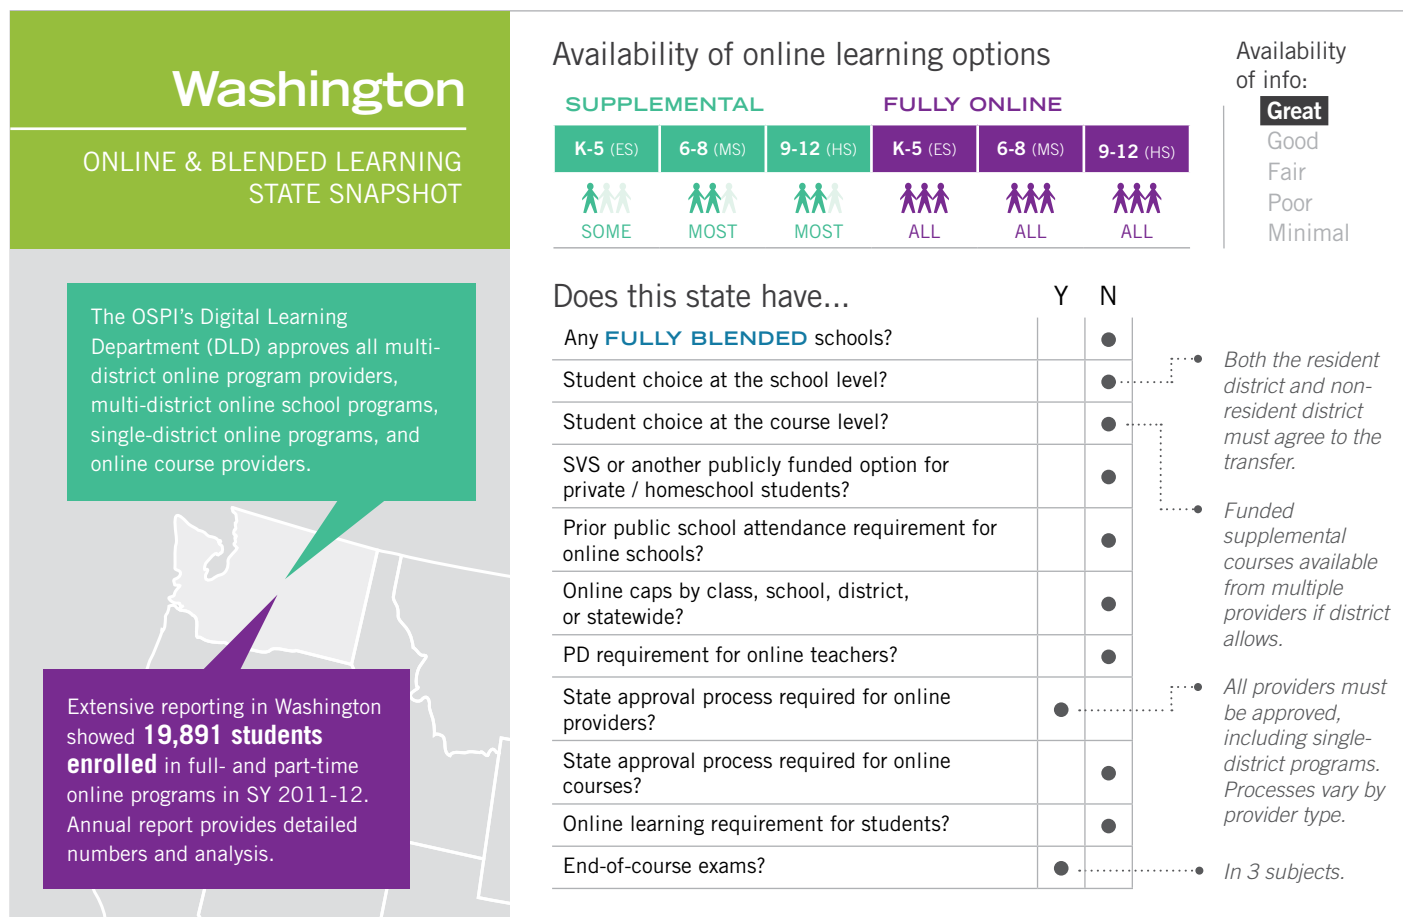 Washington
ONLINE & BLENDED LEARNING
STATE SNAPSHOT
The OSPI's Digital Learning
Department (DLD) approves all multi-
district online program providers,
multi-district online school programs,
single-district online programs, and
online course providers.
Extensive reporting in Washington
showed 19,891 students
enrolled in full- and part-time
online programs in SY 2011-12.
Annual report provides detailed
numbers and analysis.
Availability of online learning options
SUPPLEMENTAL FULLY ONLINE
K-5 (ES) 6-8 (MS) 9-12 (HS) K-5 (ES) 6-8 (MS) 9-12 (HS)
SOME MOST MOST ALL ALL ALL
Availability
of info:
Great
Good
Fair
Poor
Minimal
Does this state have... Y N
Any FULLY BLENDED schools?
Student choice at the school level?
Student choice at the course level?
SVS or another publicly funded option for
private / homeschool students?
Prior public school attendance requirement for
online schools?
Online caps by class, school, district,
or statewide?
PD requirement for online teachers?
State approval process required for online
providers?
State approval process required for online
courses?
Online learning requirement for students?
End-of-course exams?
Both the resident
district and non-
resident district
must agree to the
transfer.
Funded
supplemental
courses available
from multiple
providers if district
allows.
All providers must
be approved,
including single-
district programs.
Processes vary by
provider type.
In 3 subjects.